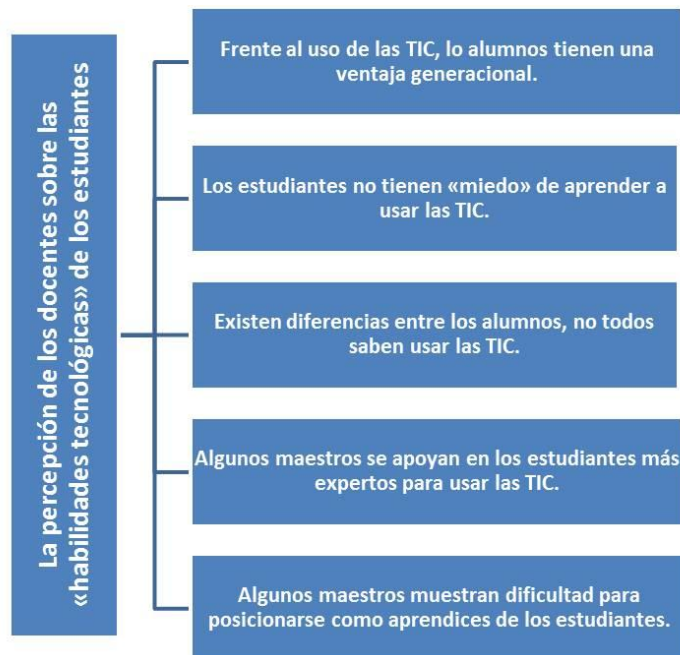 La percepción de los docentes sobre las
«habilidades tecnológicas» de los estudiantes
Frente al uso de las TIC, lo alumnos tienen una
ventaja generacional.
Los estudiantes no tienen «miedo» de aprender a
usar las TIC.
Existen diferencias entre los alumnos, no todos
saben usar las TIC.
Algunos maestros se apoyan en los estudiantes más
expertos para usar las TIC.
Algunos maestros muestran dificultad para
posicionarse como aprendices de los estudiantes.